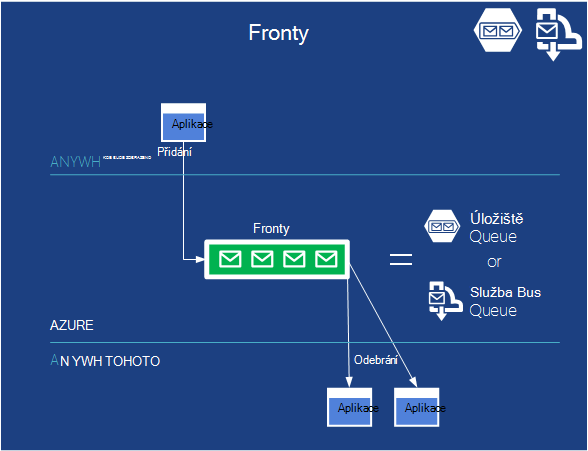 Fronty
Aplikace
Přidání
ANYWH
Fronty
Úložiště
Queue
or
Služba Bus
Queue
AZURE
AN YWH TOHOTO
Odebrání
Aplikace
Aplikace